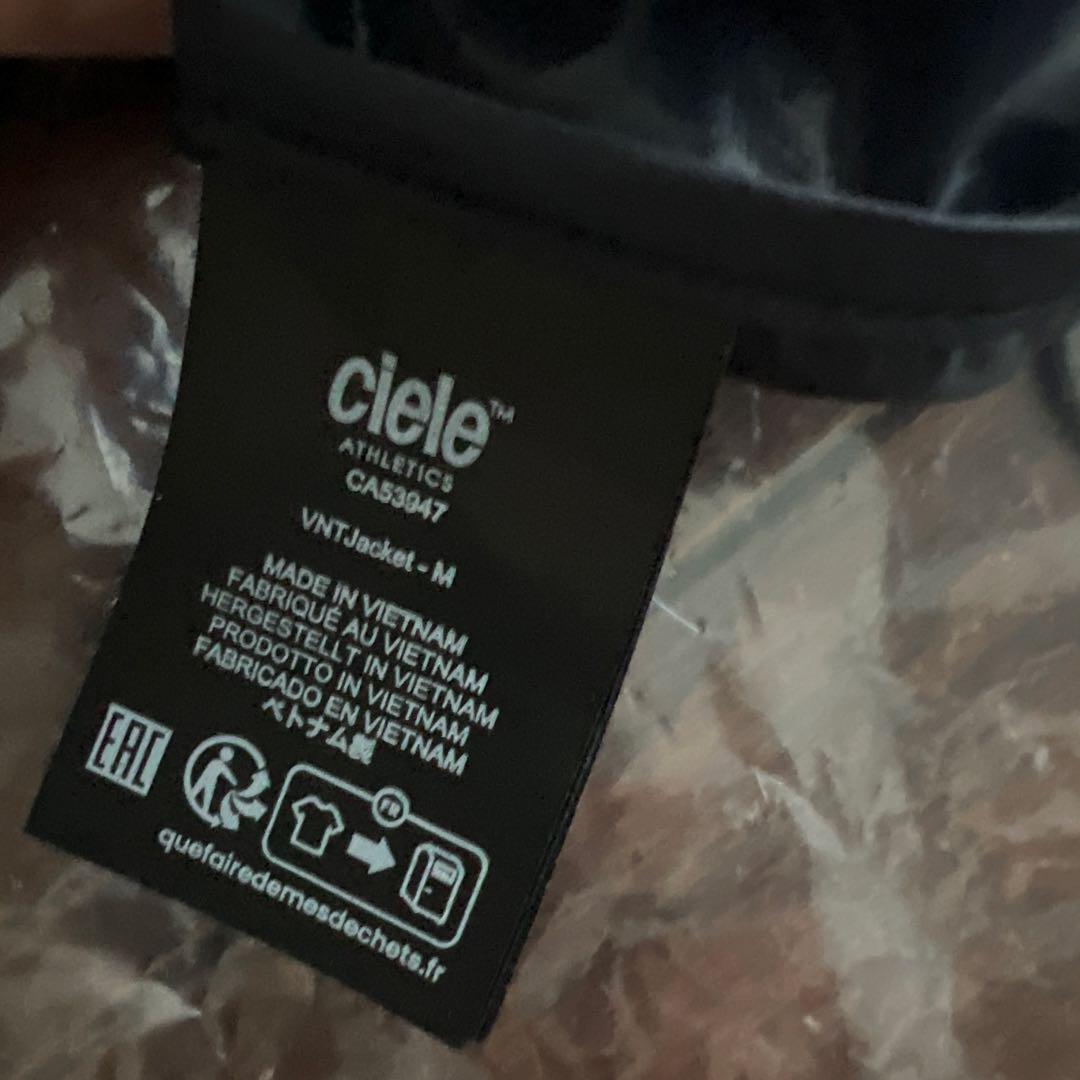 ciele™
ATHLETICS
CA53947
VNTJacket - M
MADE IN VIETNAM
FABRIQUÉ AU VIETNAM
HERGESTELLT IN VIETNAM
PRODOTTO IN VIETNAM
FABRICADO EN VIETNAM
ベトナム製
EAC
FR
quefairedemesdechets.fr